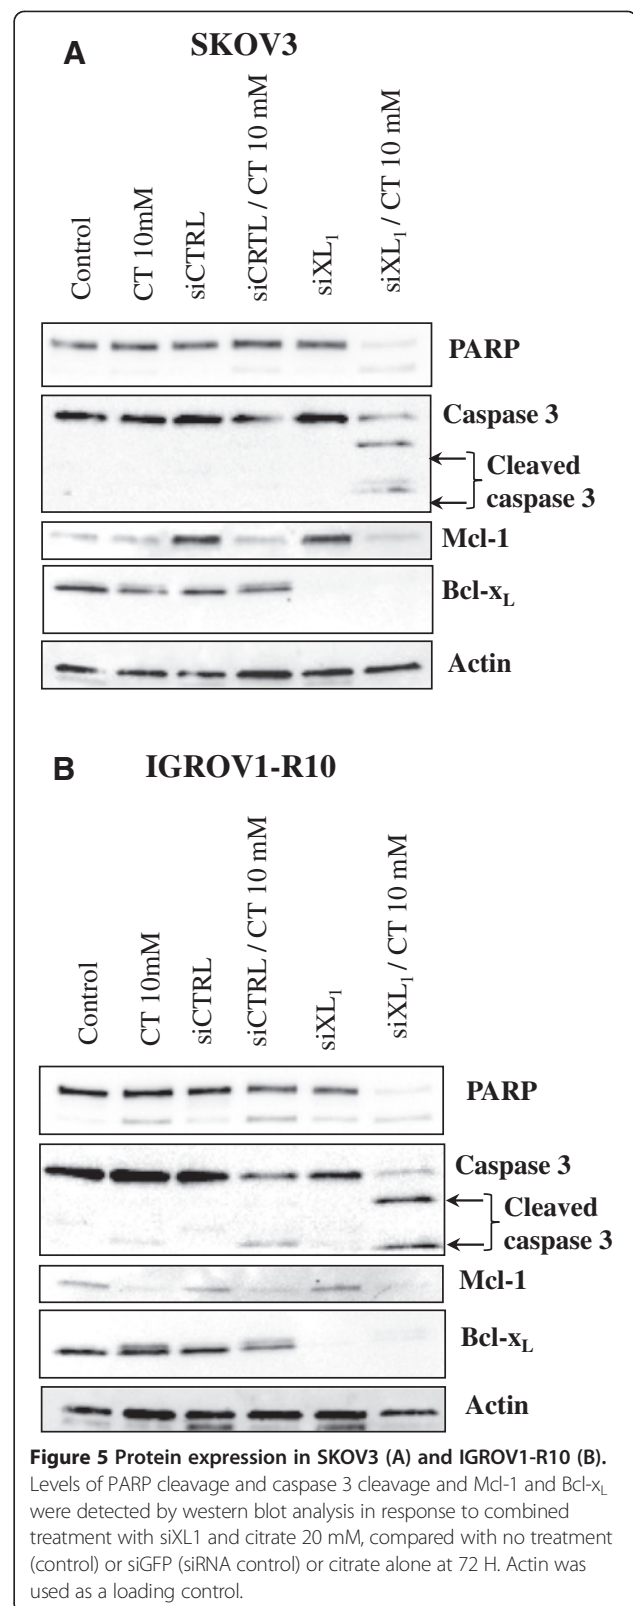 A SKOV3
Control
CT 10mM
siCTRL
siCRTL / CT 10 mM
siXL1
siXL1 / CT 10 mM
PARP
Caspase 3
Cleaved
caspase 3
Mcl-1
Bcl-xL
Actin
B IGROV1-R10
Control
CT 10mM
siCTRL
siCTRL / CT 10 mM
siXL1
siXL1 / CT 10 mM
PARP
Caspase 3
Cleaved
caspase 3
Mcl-1
Bcl-xL
Actin
Figure 5 Protein expression in SKOV3 (A) and IGROV1-R10 (B).
Levels of PARP cleavage and caspase 3 cleavage and Mcl-1 and Bcl-xL
were detected by western blot analysis in response to combined
treatment with siXL1 and citrate 20 mM, compared with no treatment
(control) or siGFP (siRNA control) or citrate alone at 72 H. Actin was
used as a loading control.